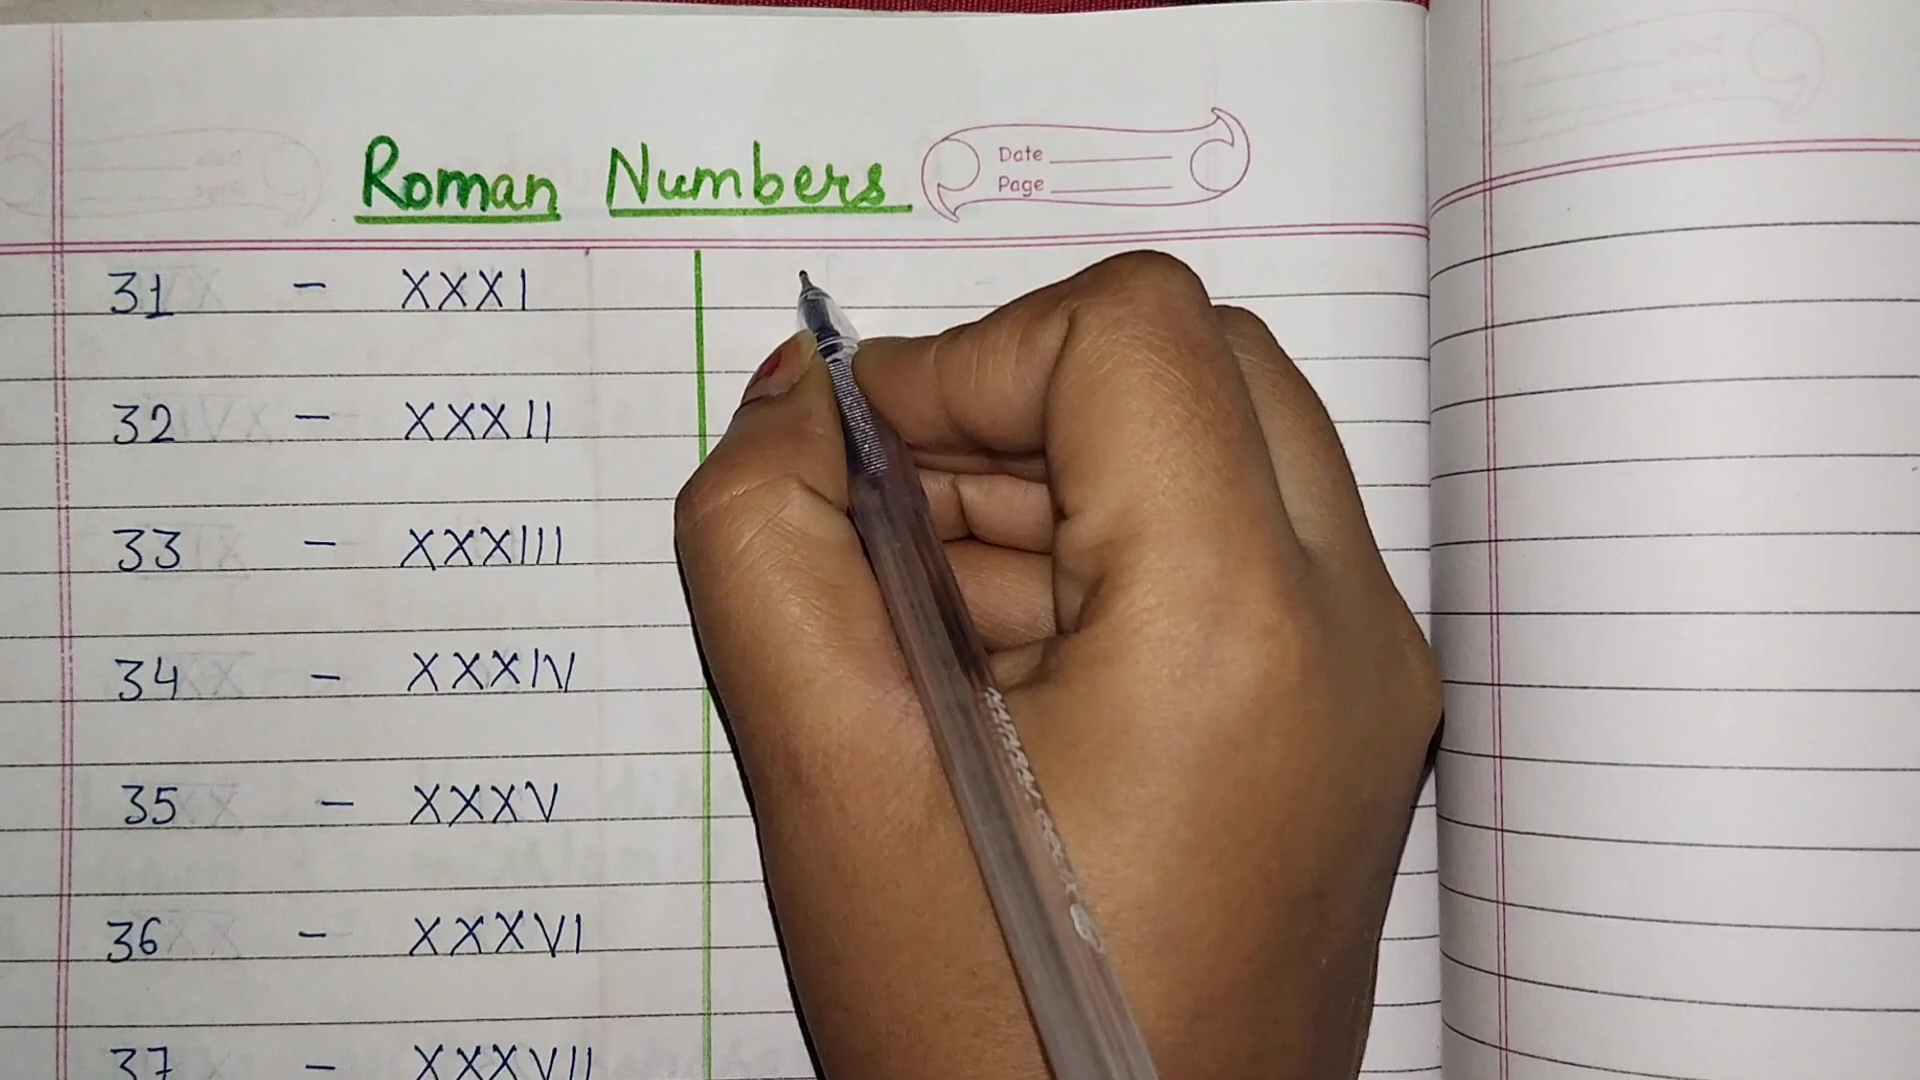 Roman Numbers
Date
Page
31 - XXXI
32 - XXXII
33 - XXXIII
34 - XXXIV
35 - XXXV
36 - XXXVI
37 - XXXVII